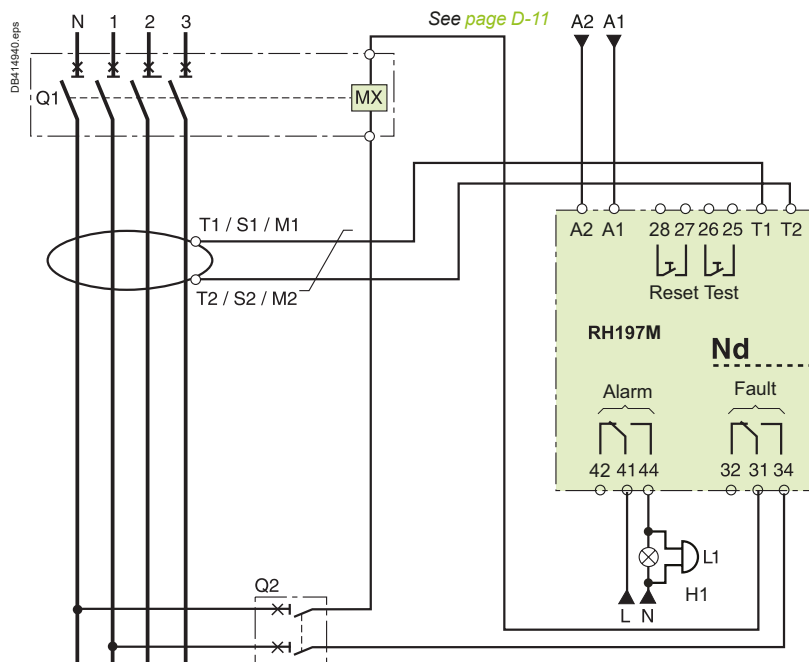 See page D-11
DB414940.eps
N 1 2 3
A2 A1
Q1
MX
T1 / S1 / M1
T2 / S2 / M2
A2 A1 28 27 26 25 T1 T2
Reset Test
RH197M
Nd
Alarm Fault
42 41 44 32 31 34
L1
H1
L N
Q2